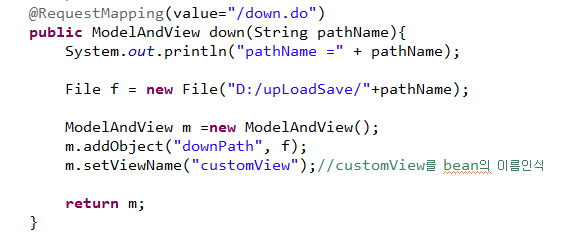 @RequestMapping(value="/down.do")
public ModelAndView down(String pathName){
System.out.println("pathName =" + pathName);
File f = new File("D:/upLoadSave/"+pathName);
ModelAndView m =new ModelAndView();
m.addObject("downPath", f);
m.setViewName("customView");//customView를 bean의 이름인식
return m;
}